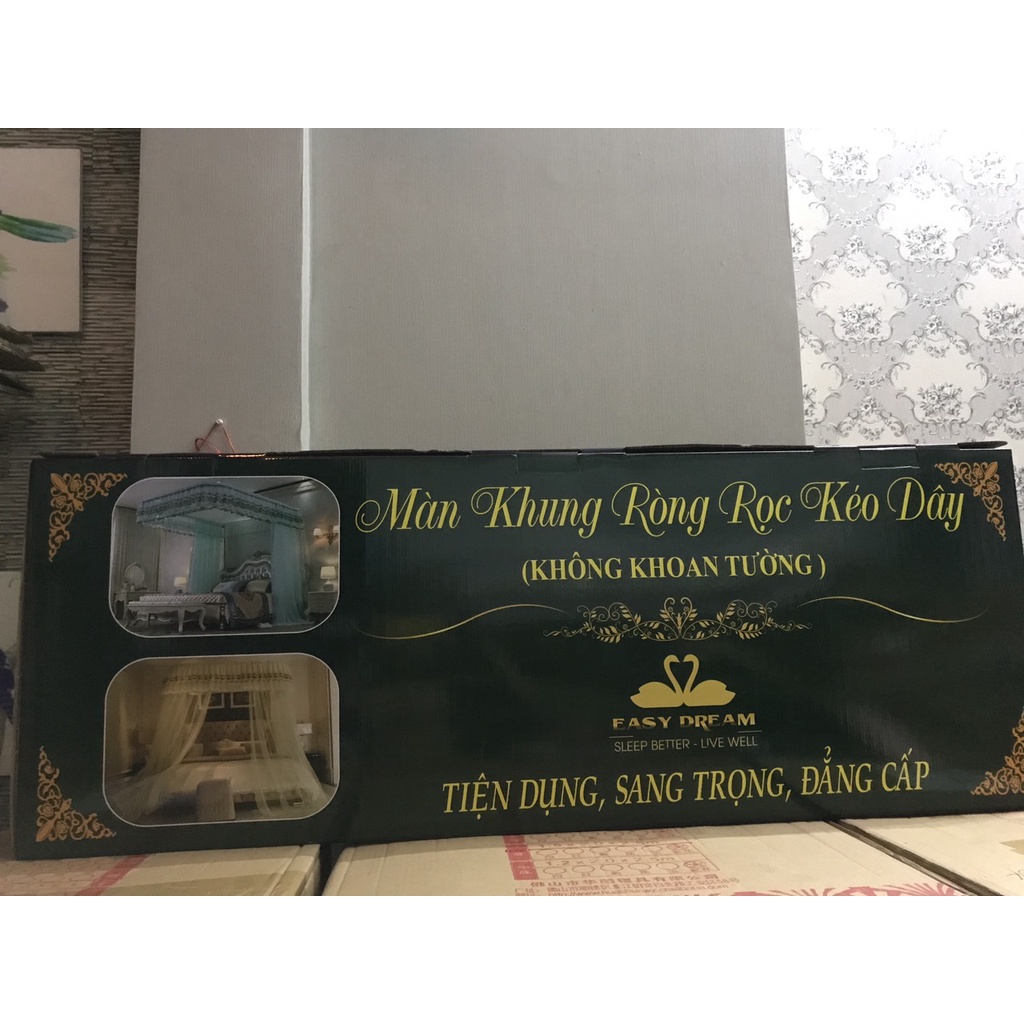 Màn Khung Ròng Rọc Kéo Dây
(KHÔNG KHOAN TƯỜNG )
EASY DREAM
SLEEP BETTER - LIVE WELL
TIỆN DỤNG, SANG TRỌNG, ĐẲNG CẤP